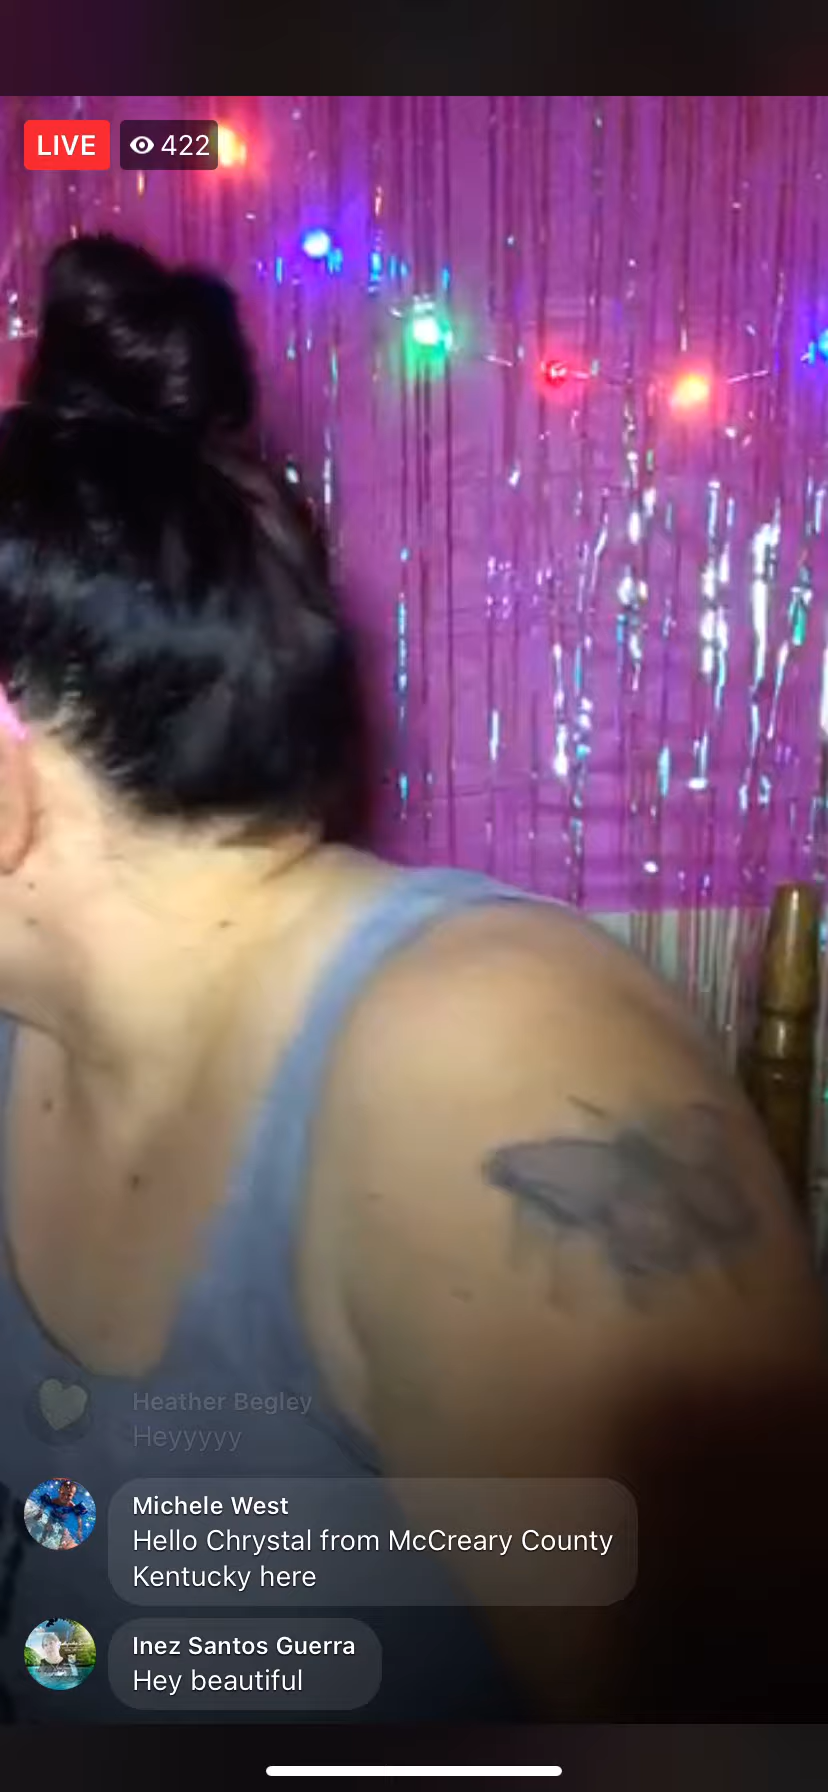 LIVE 422
Heather Begley
Heyyyyy
Michele West
Hello Chrystal from McCreary County
Kentucky here
Inez Santos Guerra
Hey beautiful